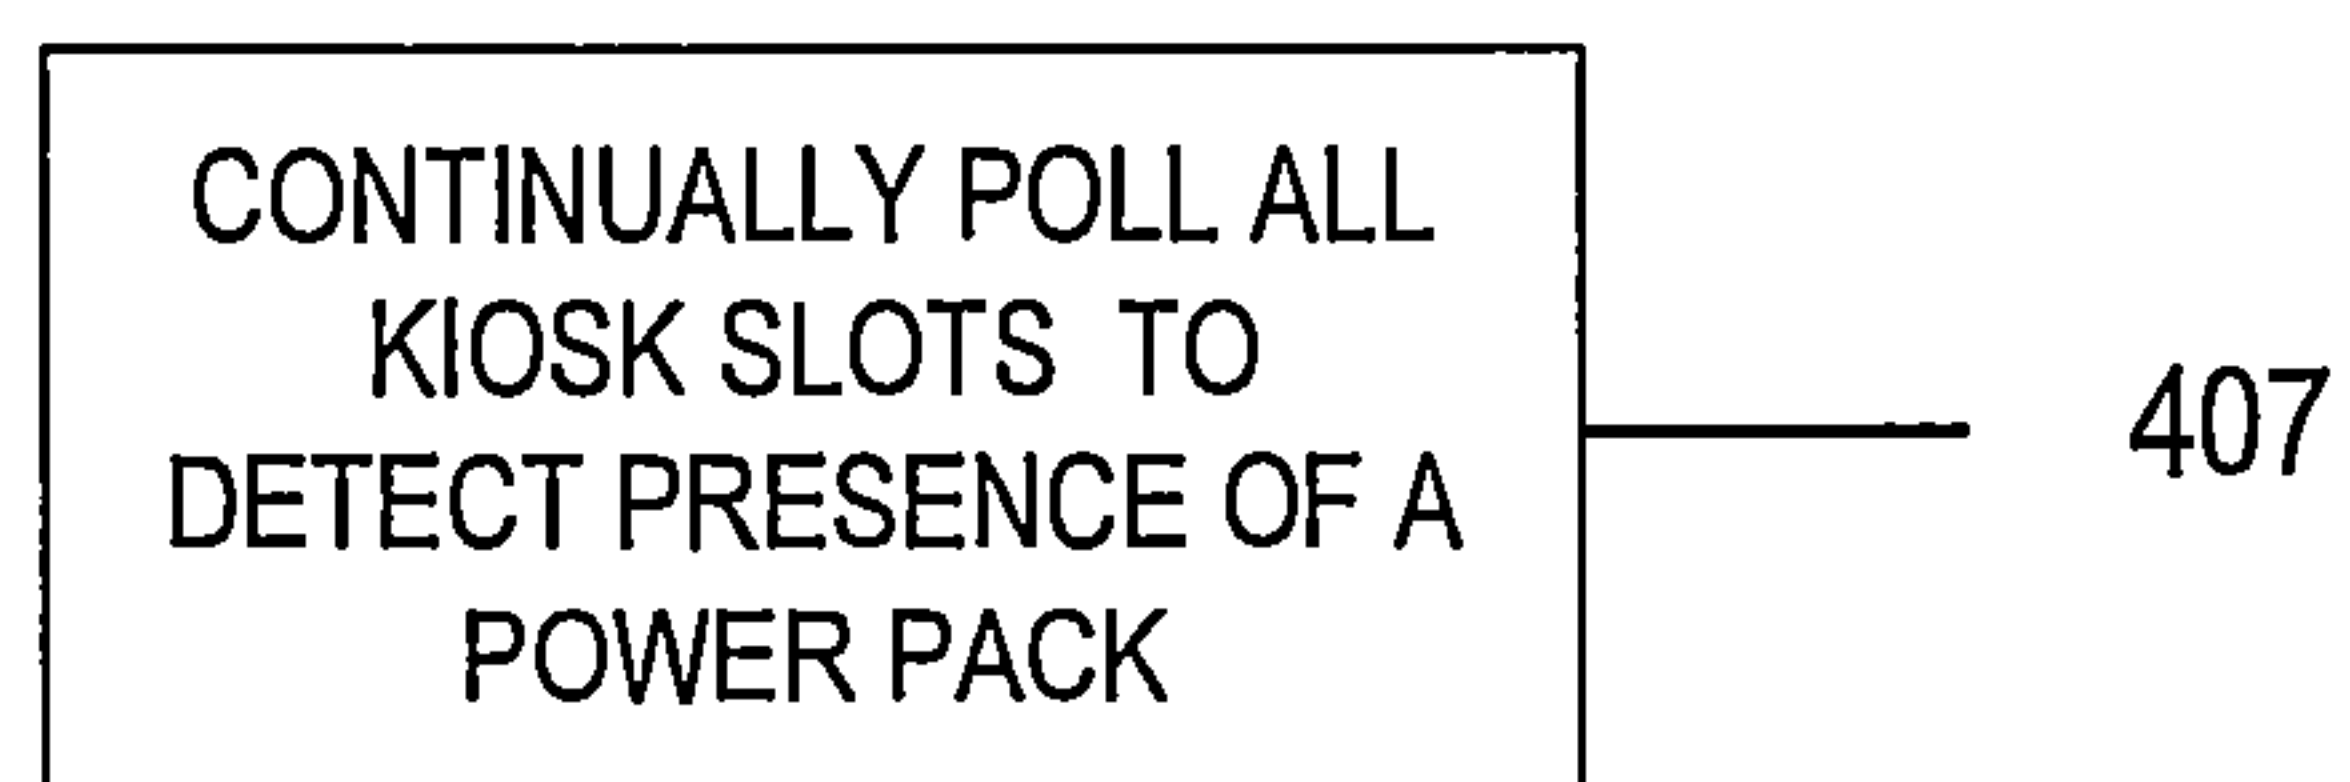 CONTINUALLY POLL ALL
KIOSK SLOTS TO
DETECT PRESENCE OF A
POWER PACK
407